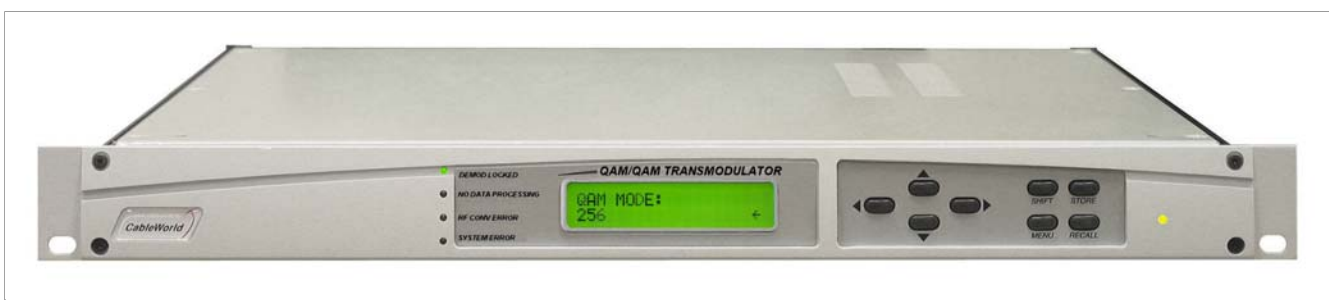 QAM/QAM TRANSMODULATOR
DEMOD LOCKED
NO DATA PROCESSING
RF CONV ERROR
SYSTEM ERROR
QAM MODE:
256 ←
CableWorld
SHIFT STORE
MENU RECALL